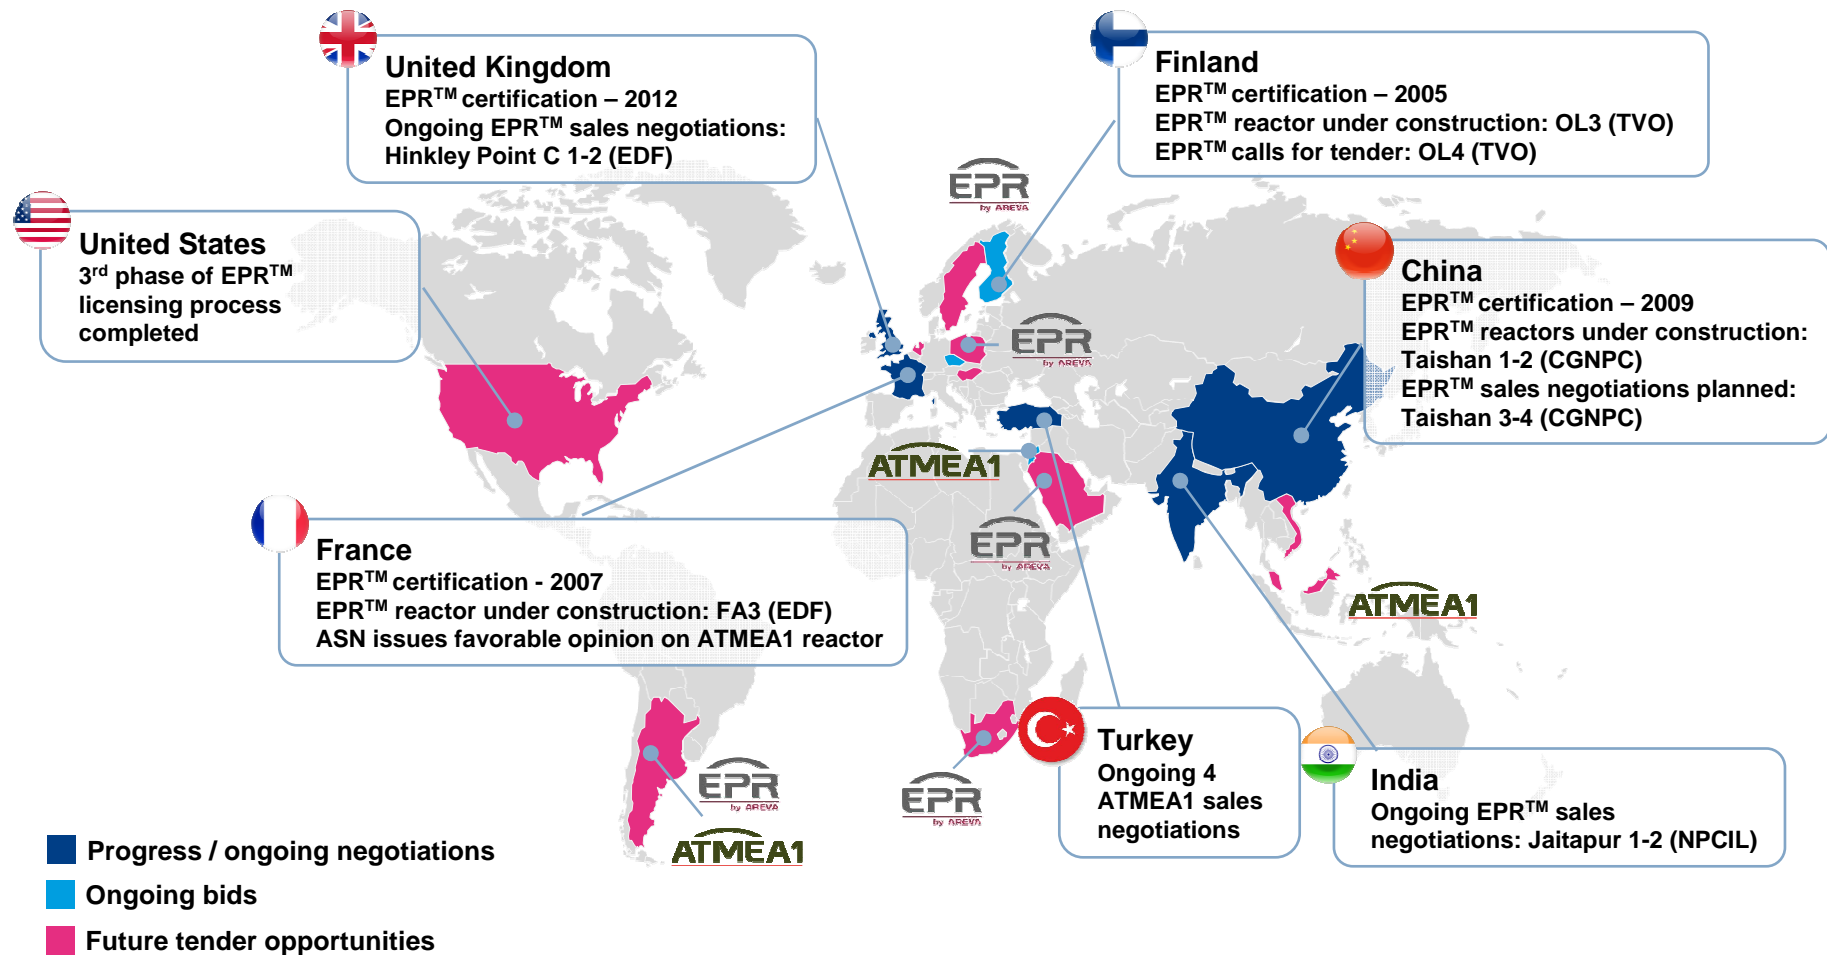 United Kingdom
EPR™ certification – 2012
Ongoing EPR™ sales negotiations:
Hinkley Point C 1-2 (EDF)
Finland
EPR™ certification – 2005
EPR™ reactor under construction: OL3 (TVO)
EPR™ calls for tender: OL4 (TVO)
EPR
by AREVA
United States
3rd phase of EPR™
licensing process
completed
China
EPR™ certification – 2009
EPR™ reactors under construction:
Taishan 1-2 (CGNPC)
EPR™ sales negotiations planned:
Taishan 3-4 (CGNPC)
EPR
by AREVA
ATMEA1
EPR
by AREVA
France
EPR™ certification - 2007
EPR™ reactor under construction: FA3 (EDF)
ASN issues favorable opinion on ATMEA1 reactor
ATMEA1
Turkey
Ongoing 4
ATMEA1 sales
negotiations
India
Ongoing EPR™ sales
negotiations: Jaitapur 1-2 (NPCIL)
EPR
by AREVA
ATMEA1
EPR
by AREVA
Progress / ongoing negotiations
Ongoing bids
Future tender opportunities